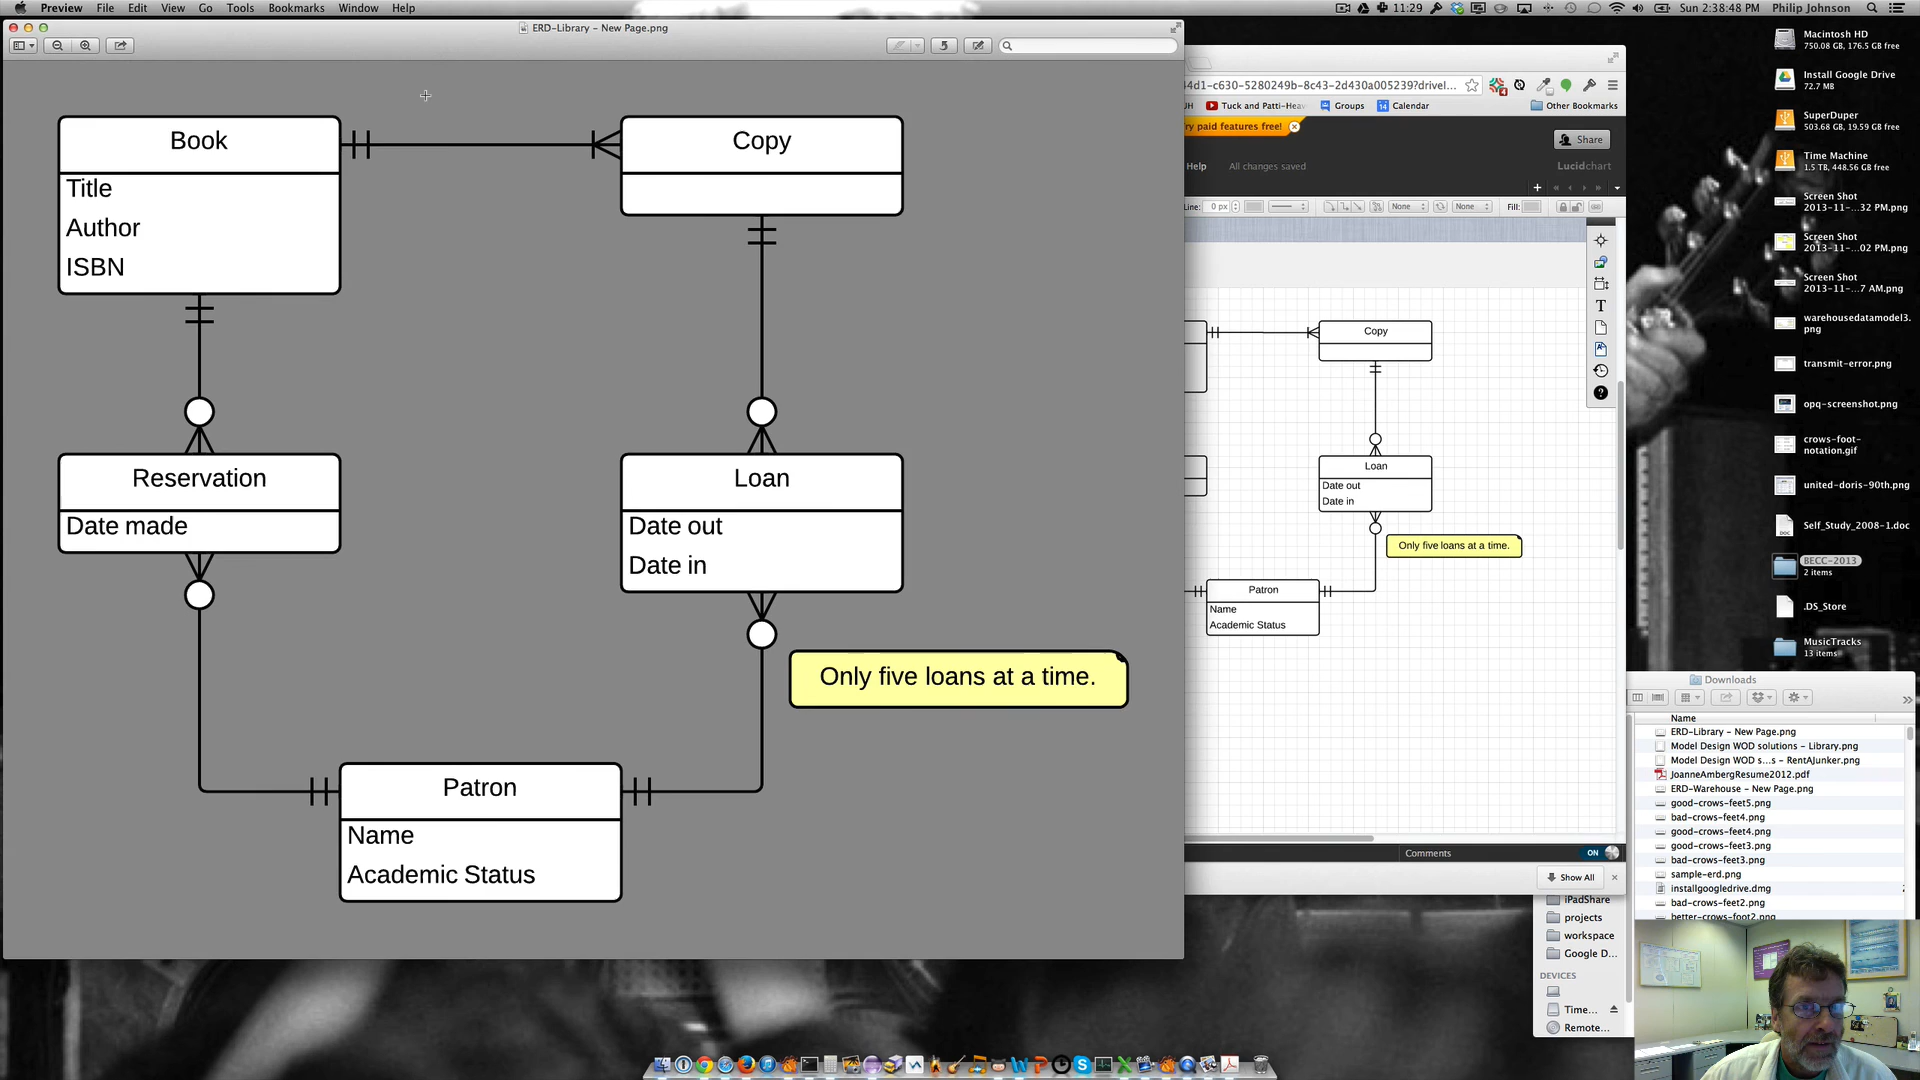 Preview File Edit View Go Tools Bookmarks Window Help
11:29 Sun 2:38:48 PM Philip Johnson
ERD-Library – New Page.png
Book
Title
Author
ISBN
Copy
Reservation
Date made
Loan
Date out
Date in
Only five loans at a time.
Patron
Name
Academic Status
44d1-c630-5280249b-8c43-2d430a005239?drivel...
Tuck and Patti-Heav
Groups
Calendar
Other Bookmarks
ry paid features free!
Share
Help
All changes saved
Lucidchart
Line:
0 px
None
None
Fill:
Copy
Loan
Date out
Date in
Only five loans at a time.
Patron
Name
Academic Status
Comments
ON
Show All
iPadShare
projects
workspace
Google D...
DEVICES
Time...
Remote...
Macintosh HD
750.08 GB, 176.5 GB free
Install Google Drive
72.7 MB
SuperDuper
503.68 GB, 19.59 GB free
Time Machine
1.5 TB, 448.56 GB free
Screen Shot
2013-11-...32 PM.png
Screen Shot
2013-11-...02 PM.png
Screen Shot
2013-11-...7 AM.png
warehousedatamodel3.
png
transmit-error.png
opq-screenshot.png
crows-foot-
notation.gif
united-doris-90th.png
Self_Study_2008-1.doc
BECC-2013
2 items
.DS_Store
MusicTracks
13 items
Downloads
Name
ERD-Library – New Page.png
Model Design WOD solutions – Library.png
Model Design WOD s...s – RentAJunker.png
JoanneAmbergResume2012.pdf
ERD-Warehouse – New Page.png
good-crows-feet5.png
bad-crows-feet4.png
good-crows-feet4.png
good-crows-feet3.png
bad-crows-feet3.png
sample-erd.png
installgoogledrive.dmg
bad-crows-feet2.png
better-crows-foot2.png